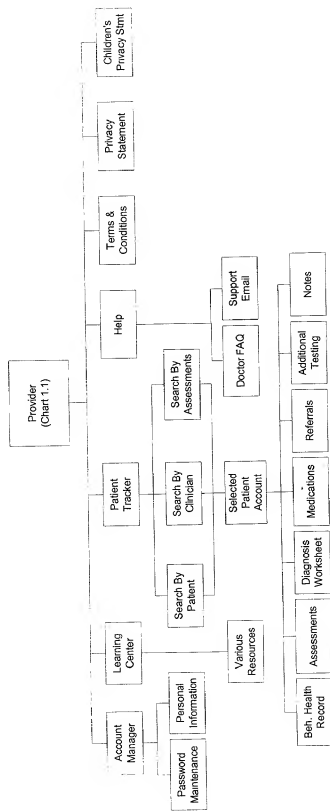 Provider
(Chart 1.1)
Account
Manager
Learning
Center
Patient
Tracker
Help
Terms &
Conditions
Privacy
Statement
Children's
Privacy Stmt
Password
Maintenance
Personal
Information
Search By
Patient
Search By
Clinician
Search By
Assessments
Various
Resources
Selected
Patient
Account
Doctor FAQ
Support
Email
Beh. Health
Record
Assessments
Diagnosis
Worksheet
Medications
Referrals
Additional
Testing
Notes